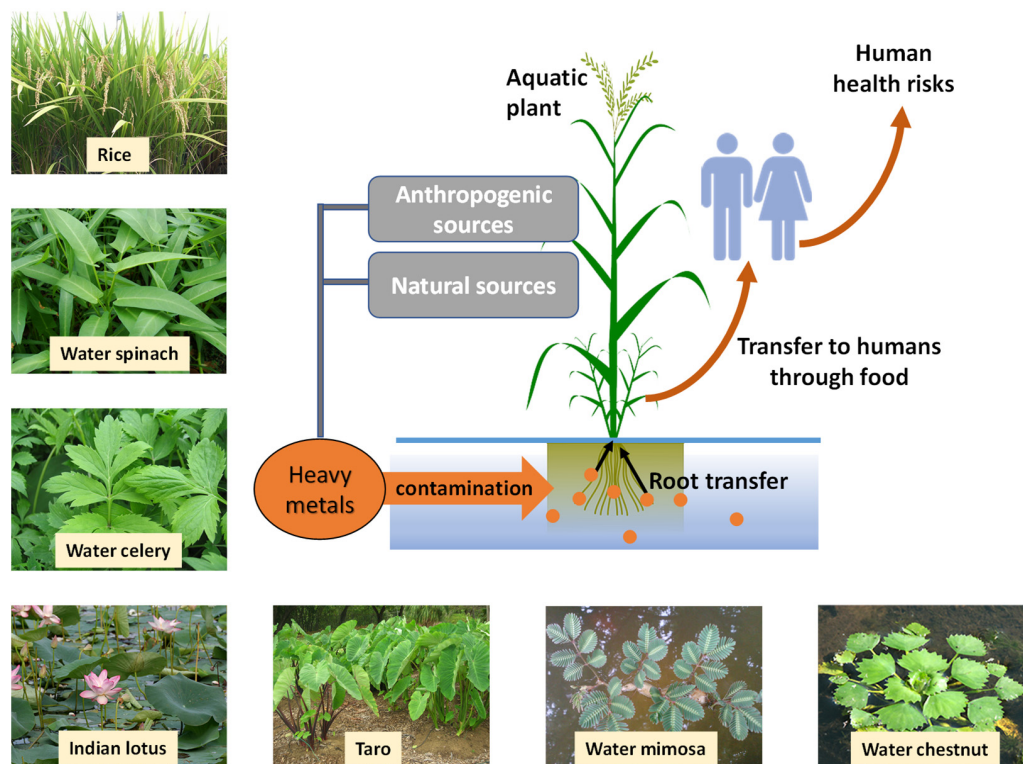 Rice
Water spinach
Water celery
Indian lotus
Taro
Water mimosa
Water chestnut
Aquatic
plant
Human
health risks
Anthropogenic
sources
Natural sources
Transfer to humans
through food
Heavy
metals
contamination
Root transfer